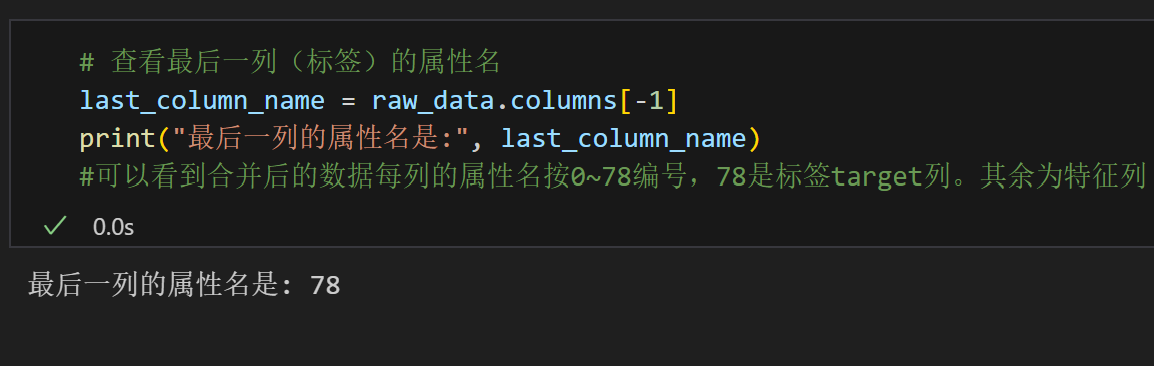 # 查看最后一列（标签）的属性名
last_column_name = raw_data.columns[-1]
print("最后一列的属性名是:", last_column_name)
#可以看到合并后的数据每列的属性名按0~78编号，78是标签target列。其余为特征列
0.0s
最后一列的属性名是: 78